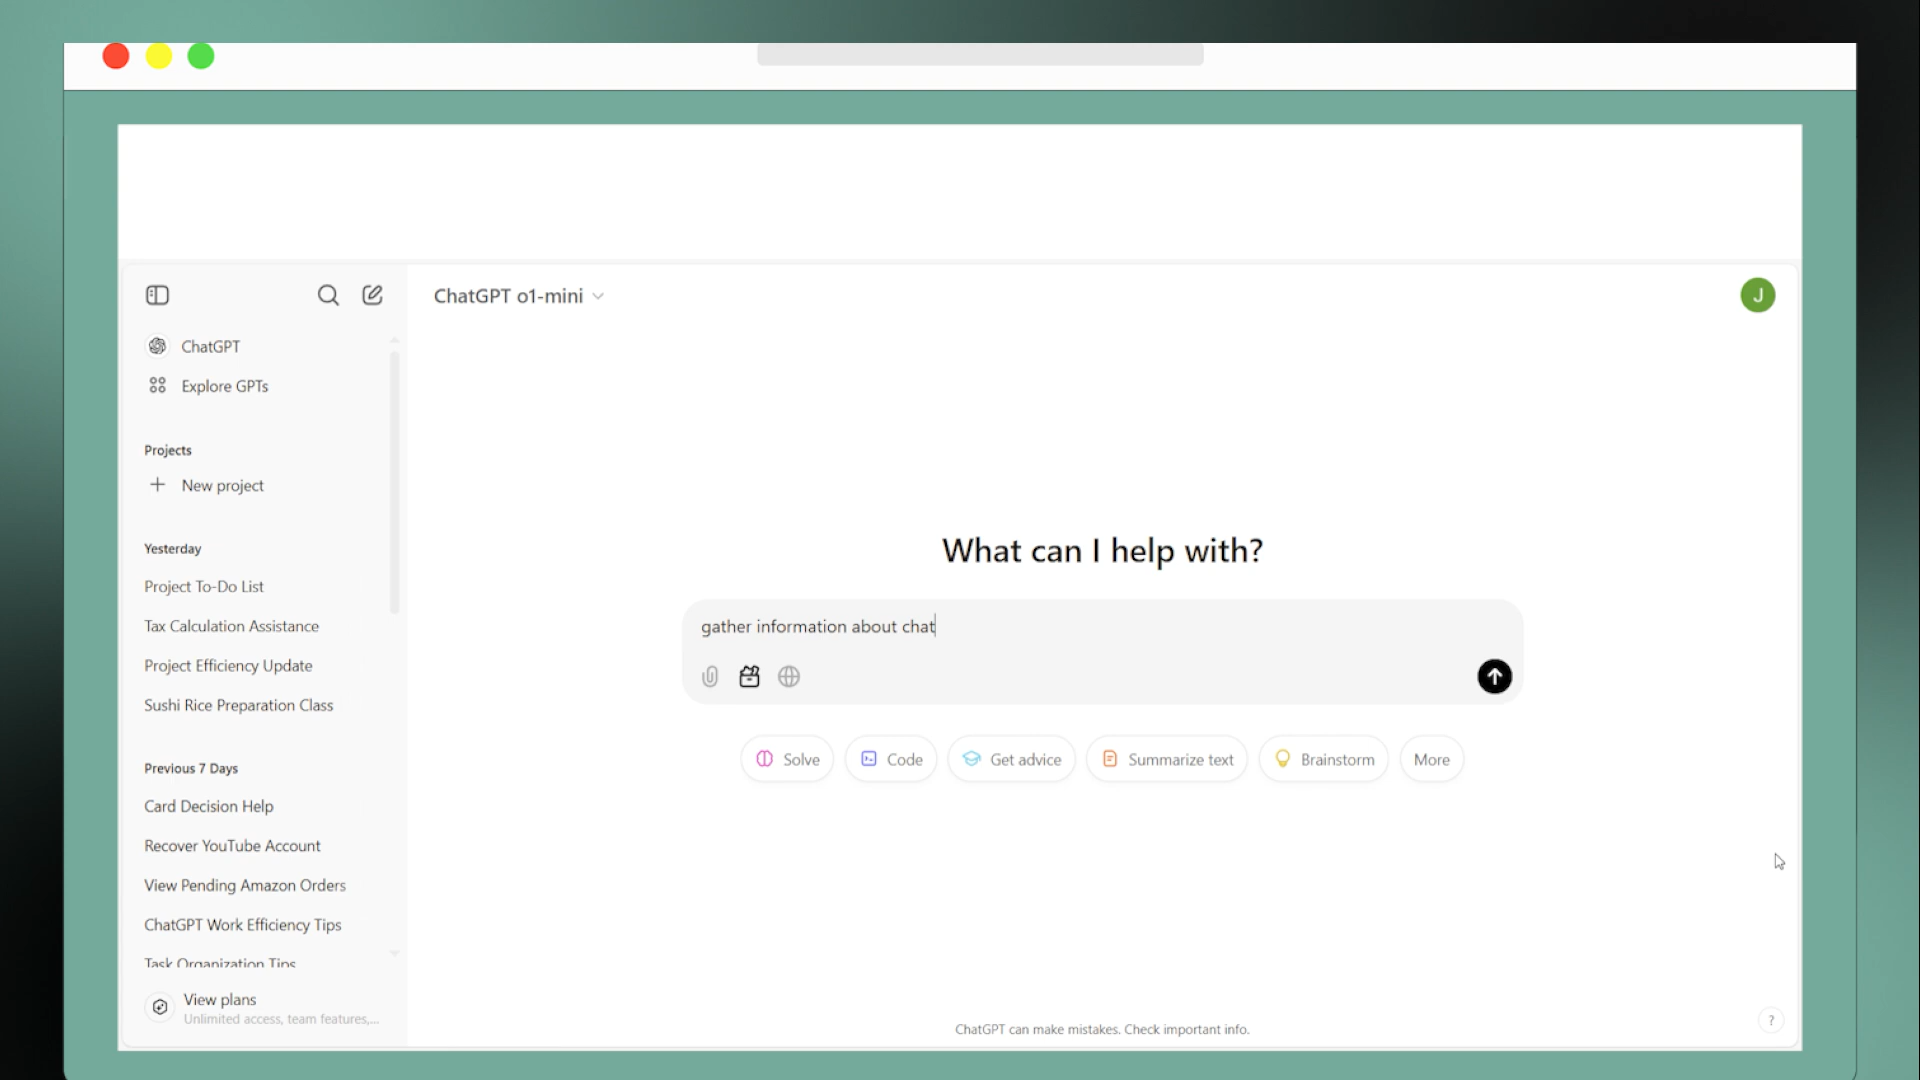 ChatGPT o1-mini
J
ChatGPT
Explore GPTs
Projects
New project
Yesterday
Project To-Do List
Tax Calculation Assistance
Project Efficiency Update
Sushi Rice Preparation Class
Previous 7 Days
Card Decision Help
Recover YouTube Account
View Pending Amazon Orders
ChatGPT Work Efficiency Tips
Task Organization Tips
View plans
Unlimited access, team features,...
What can I help with?
gather information about chat
Solve
Code
Get advice
Summarize text
Brainstorm
More
ChatGPT can make mistakes. Check important info.
?